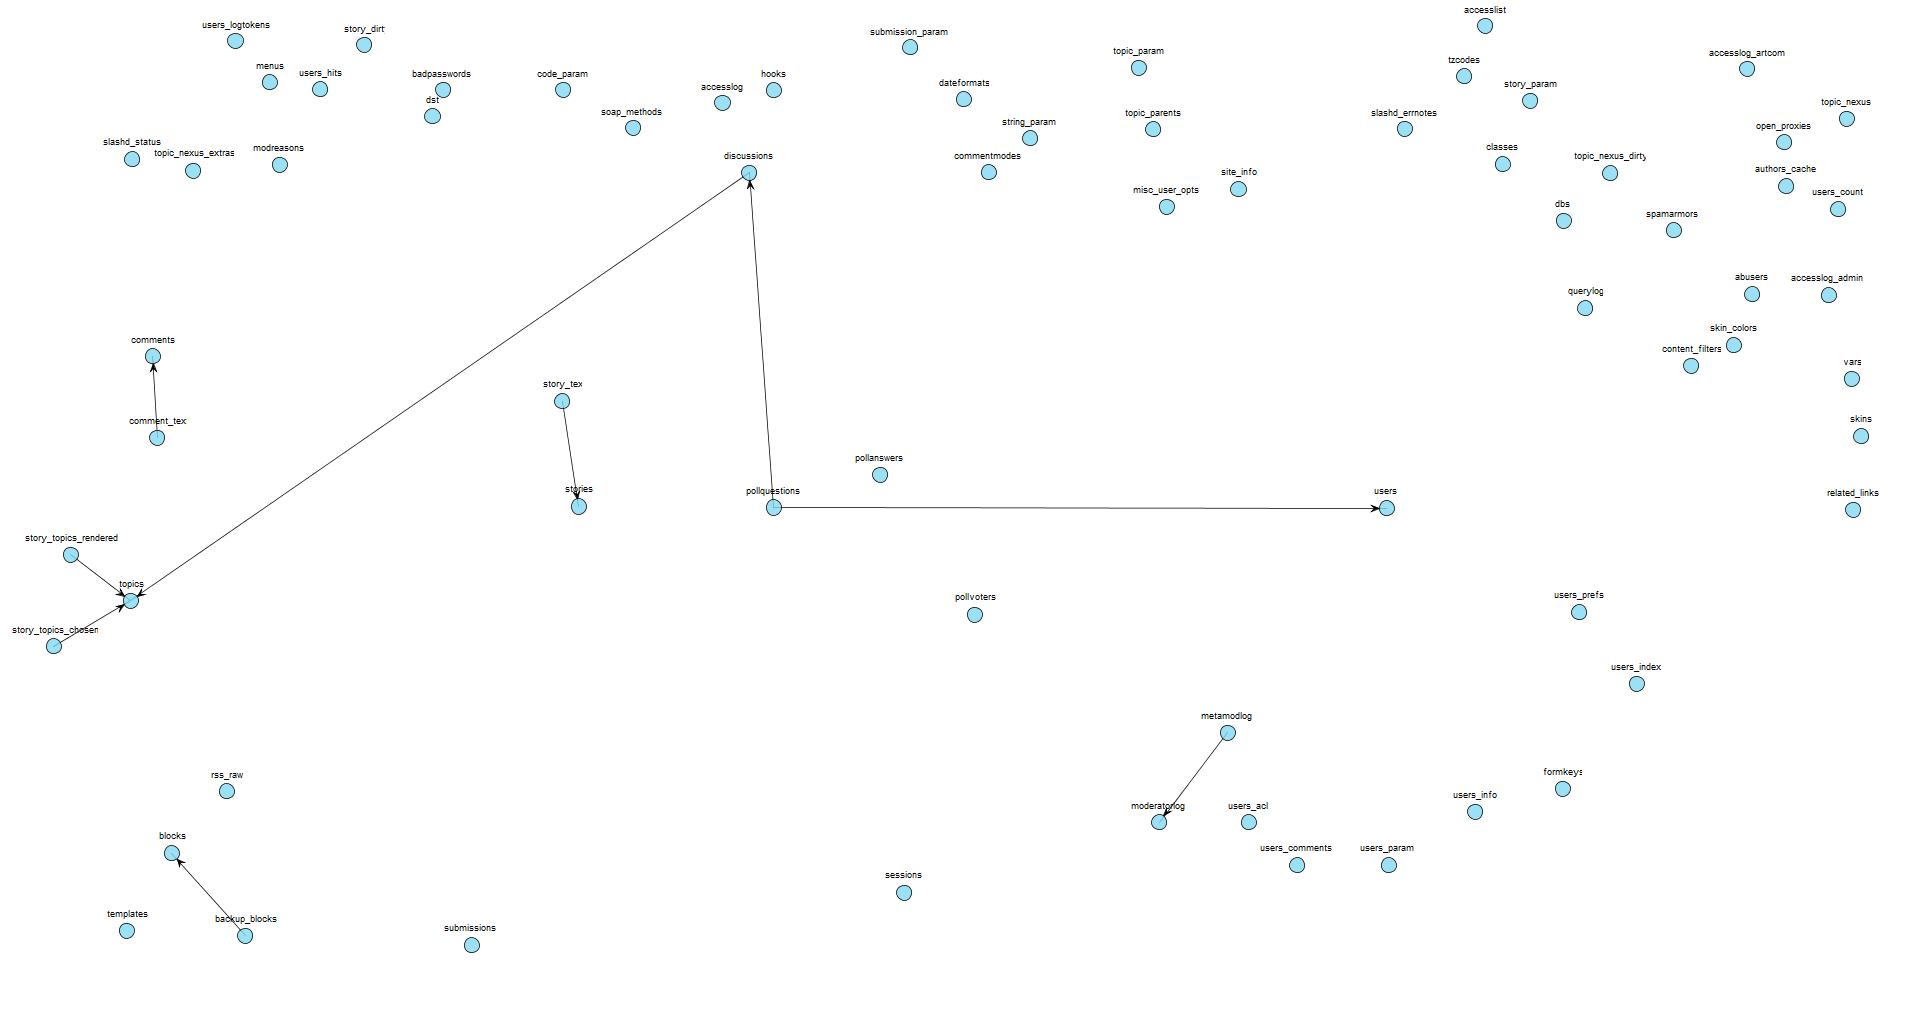 accesslist
users_logtokens
story_dirt
submission_param
topic_param
accesslog_artcom
tzcodes
menus
users_hits
badpasswords
code_param
hooks
accesslog
dateformats
story_param
dst
soap_methods
string_param
topic_parents
slashd_errnotes
topic_nexus
open_proxies
slashd_status
topic_nexus_extras
modreasons
discussions
commentmodes
classes
topic_nexus_dirty
site_info
authors_cache
misc_user_opts
users_count
dbs
spamarmors
abusers
accesslog_admin
querylog
skin_colors
comments
content_filters
vars
story_tex
comment_tex
skins
pollanswers
stories
pollquestions
users
related_links
story_topics_rendered
topics
pollvoters
users_prefs
story_topics_chosen
users_index
metamodlog
rss_raw
formkeys
users_info
moderatorlog
users_acl
blocks
users_comments
users_param
sessions
templates
backup_blocks
submissions